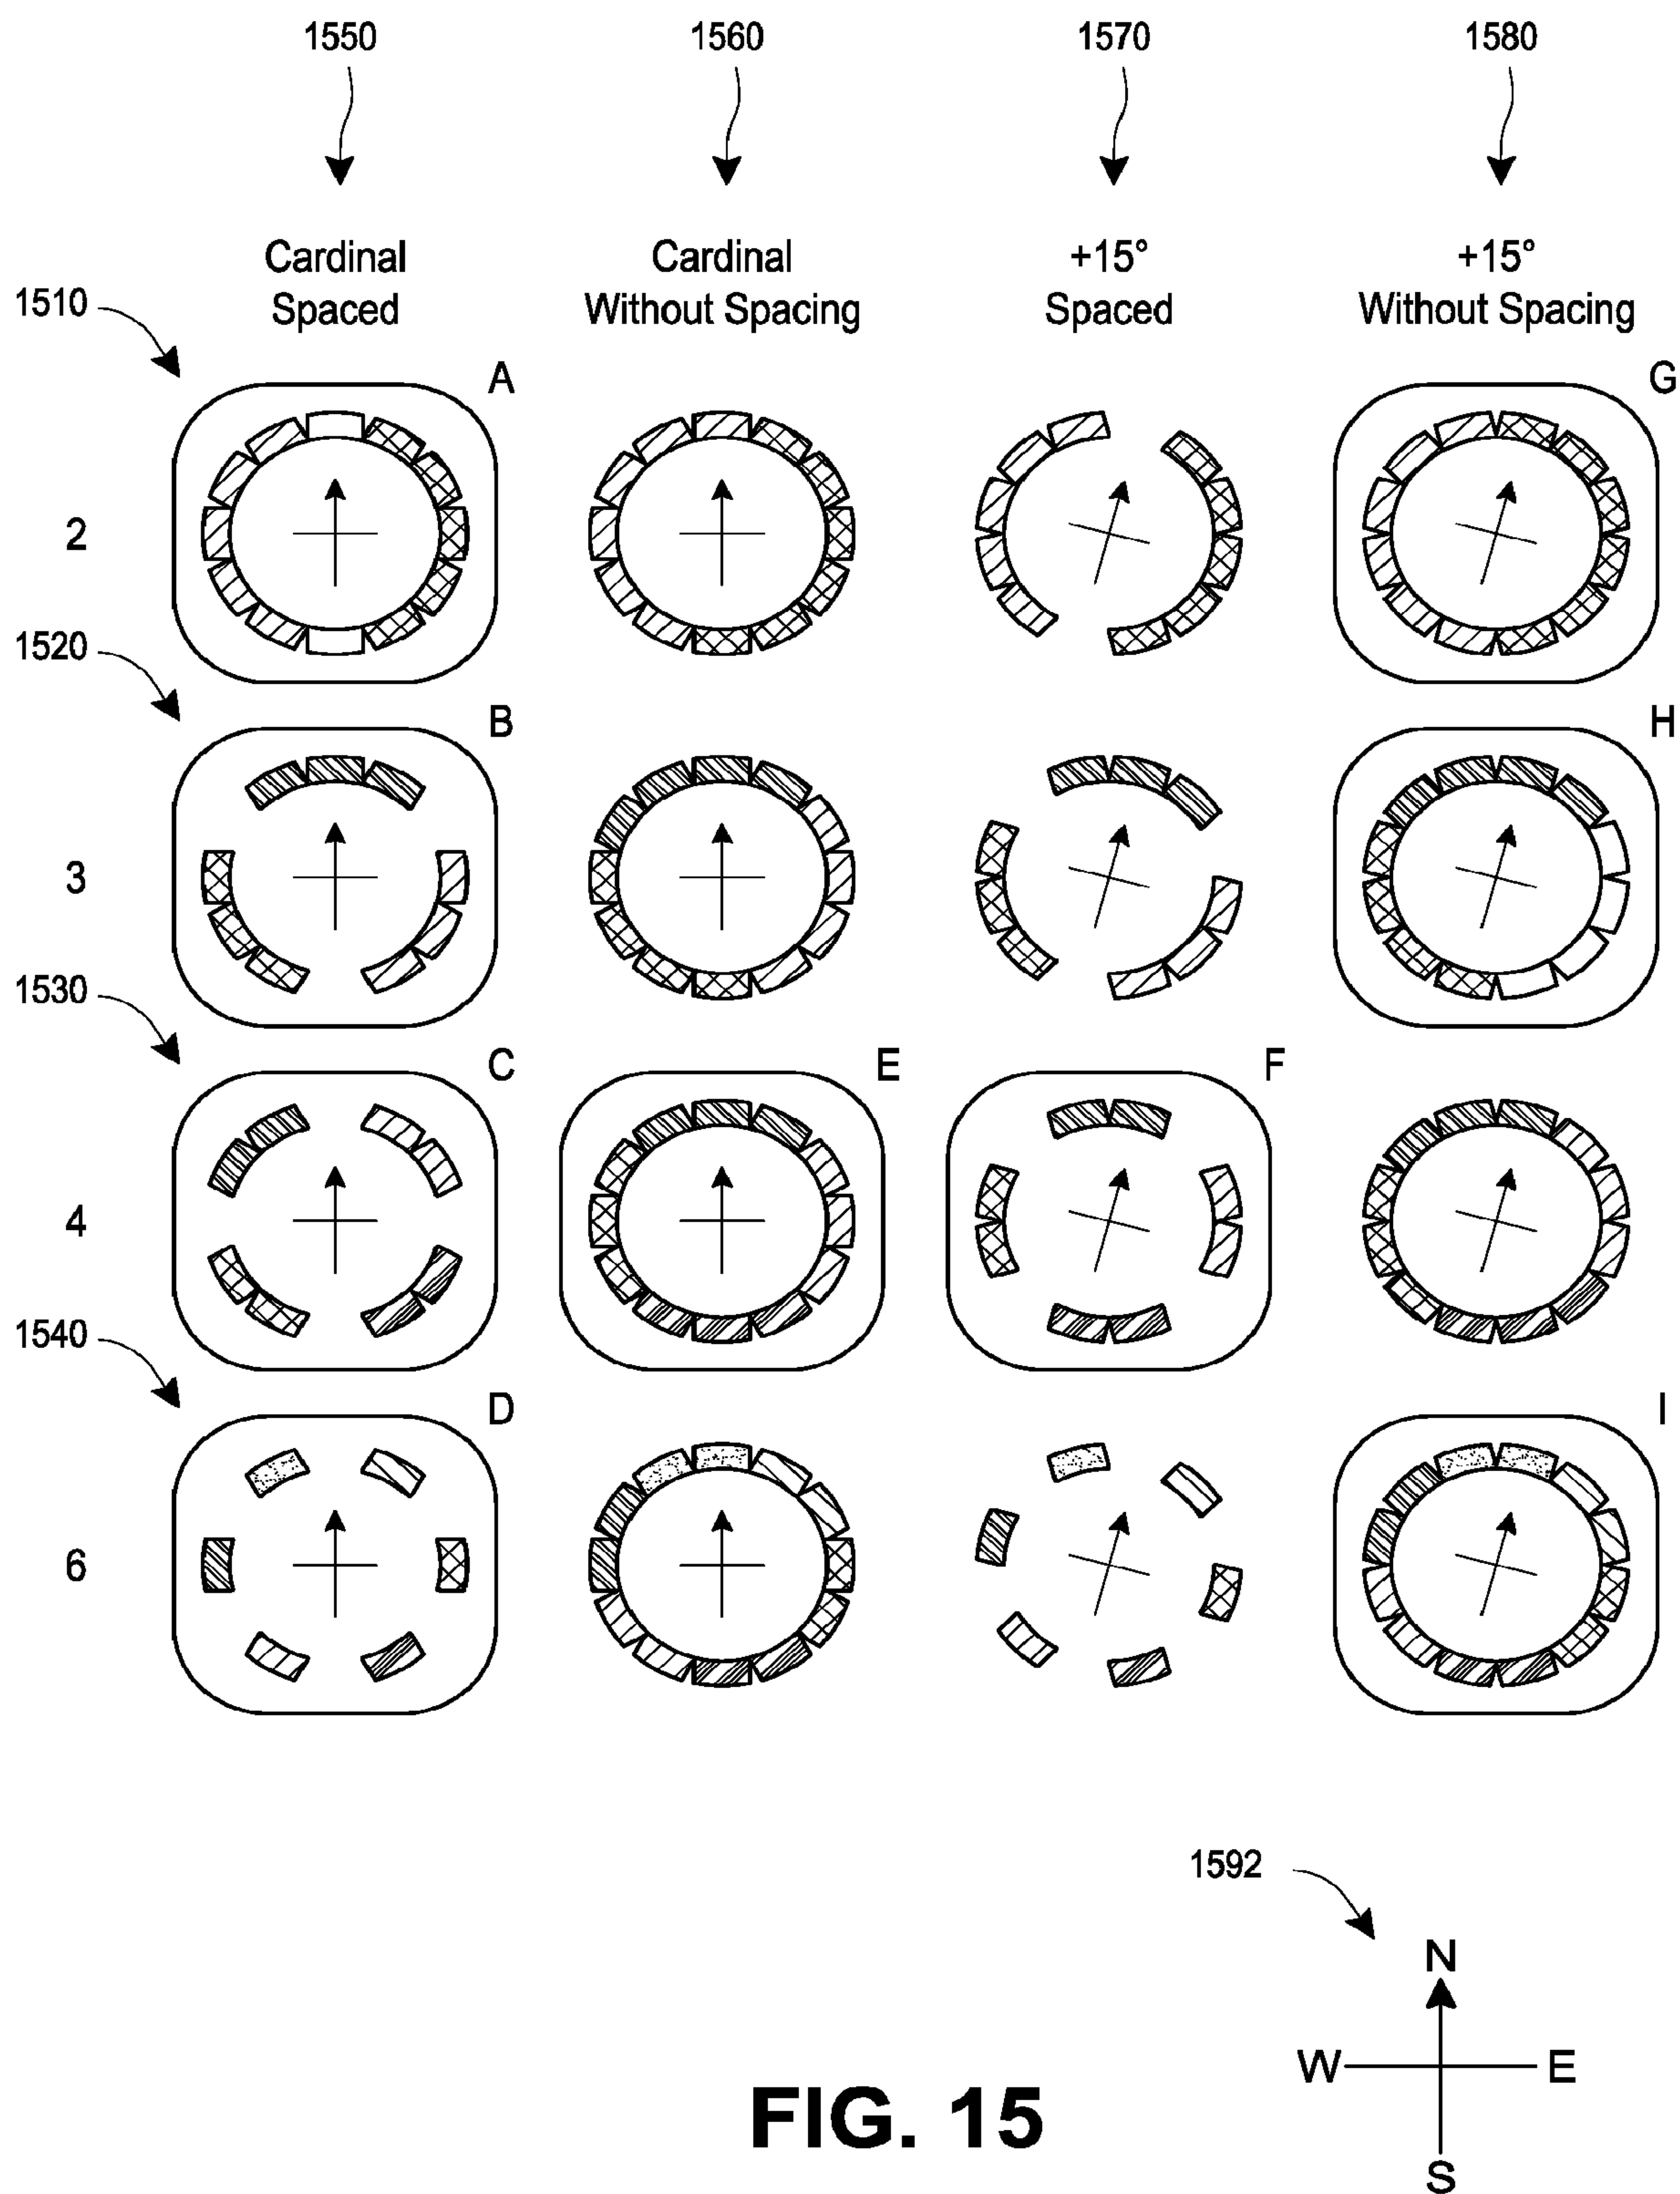 1550 1560 1570 1580
Cardinal Spaced
Cardinal Without Spacing
+15° Spaced
+15° Without Spacing
1510
A
G
2
1520
B
H
3
1530
C
E
F
4
1540
D
I
6
1592
N
W E
S
FIG. 15